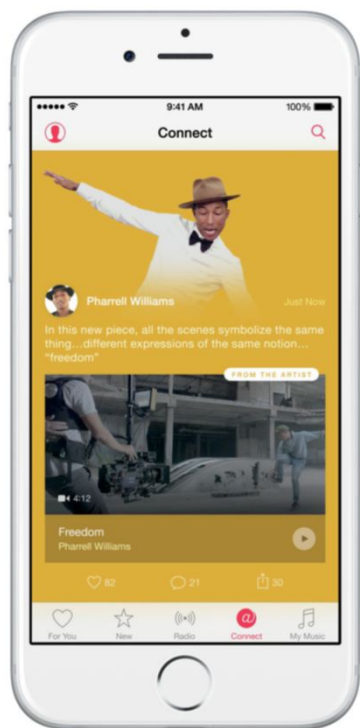 9:41 AM
100%
Connect
Pharrell Williams
Just Now
In this new piece, all the scenes symbolize the same
thing...different expressions of the same notion...
"freedom"
FROM THE ARTIST
4:12
Freedom
Pharrell Williams
82
21
30
@
For You
New
Radio
Connect
My Music